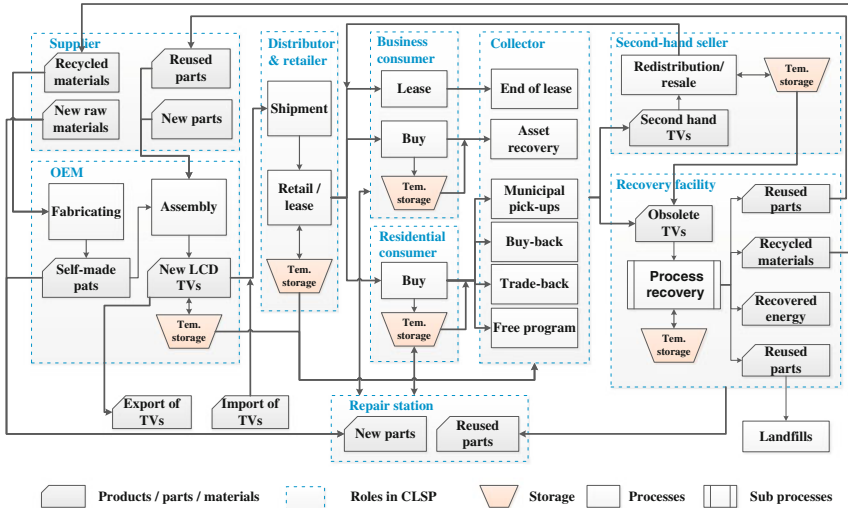 Supplier
Recycled
materials
Reused
parts
New raw
materials
New parts
OEM
Fabricating
Assembly
Self-made
pats
New LCD
TVs
Tem.
storage
Export of
TVs
Import of
TVs
Distributor
& retailer
Shipment
Retail /
lease
Tem.
storage
Business
consumer
Lease
Buy
Tem.
storage
Residential
consumer
Buy
Tem.
storage
Collector
End of lease
Asset
recovery
Municipal
pick-ups
Buy-back
Trade-back
Free program
Repair station
New parts
Reused
parts
Second-hand seller
Redistribution/
resale
Tem.
storage
Second hand
TVs
Recovery facility
Obsolete
TVs
Process
recovery
Tem.
storage
Reused
parts
Recycled
materials
Recovered
energy
Reused
parts
Landfills
Products / parts / materials
Roles in CLSP
Storage
Processes
Sub processes